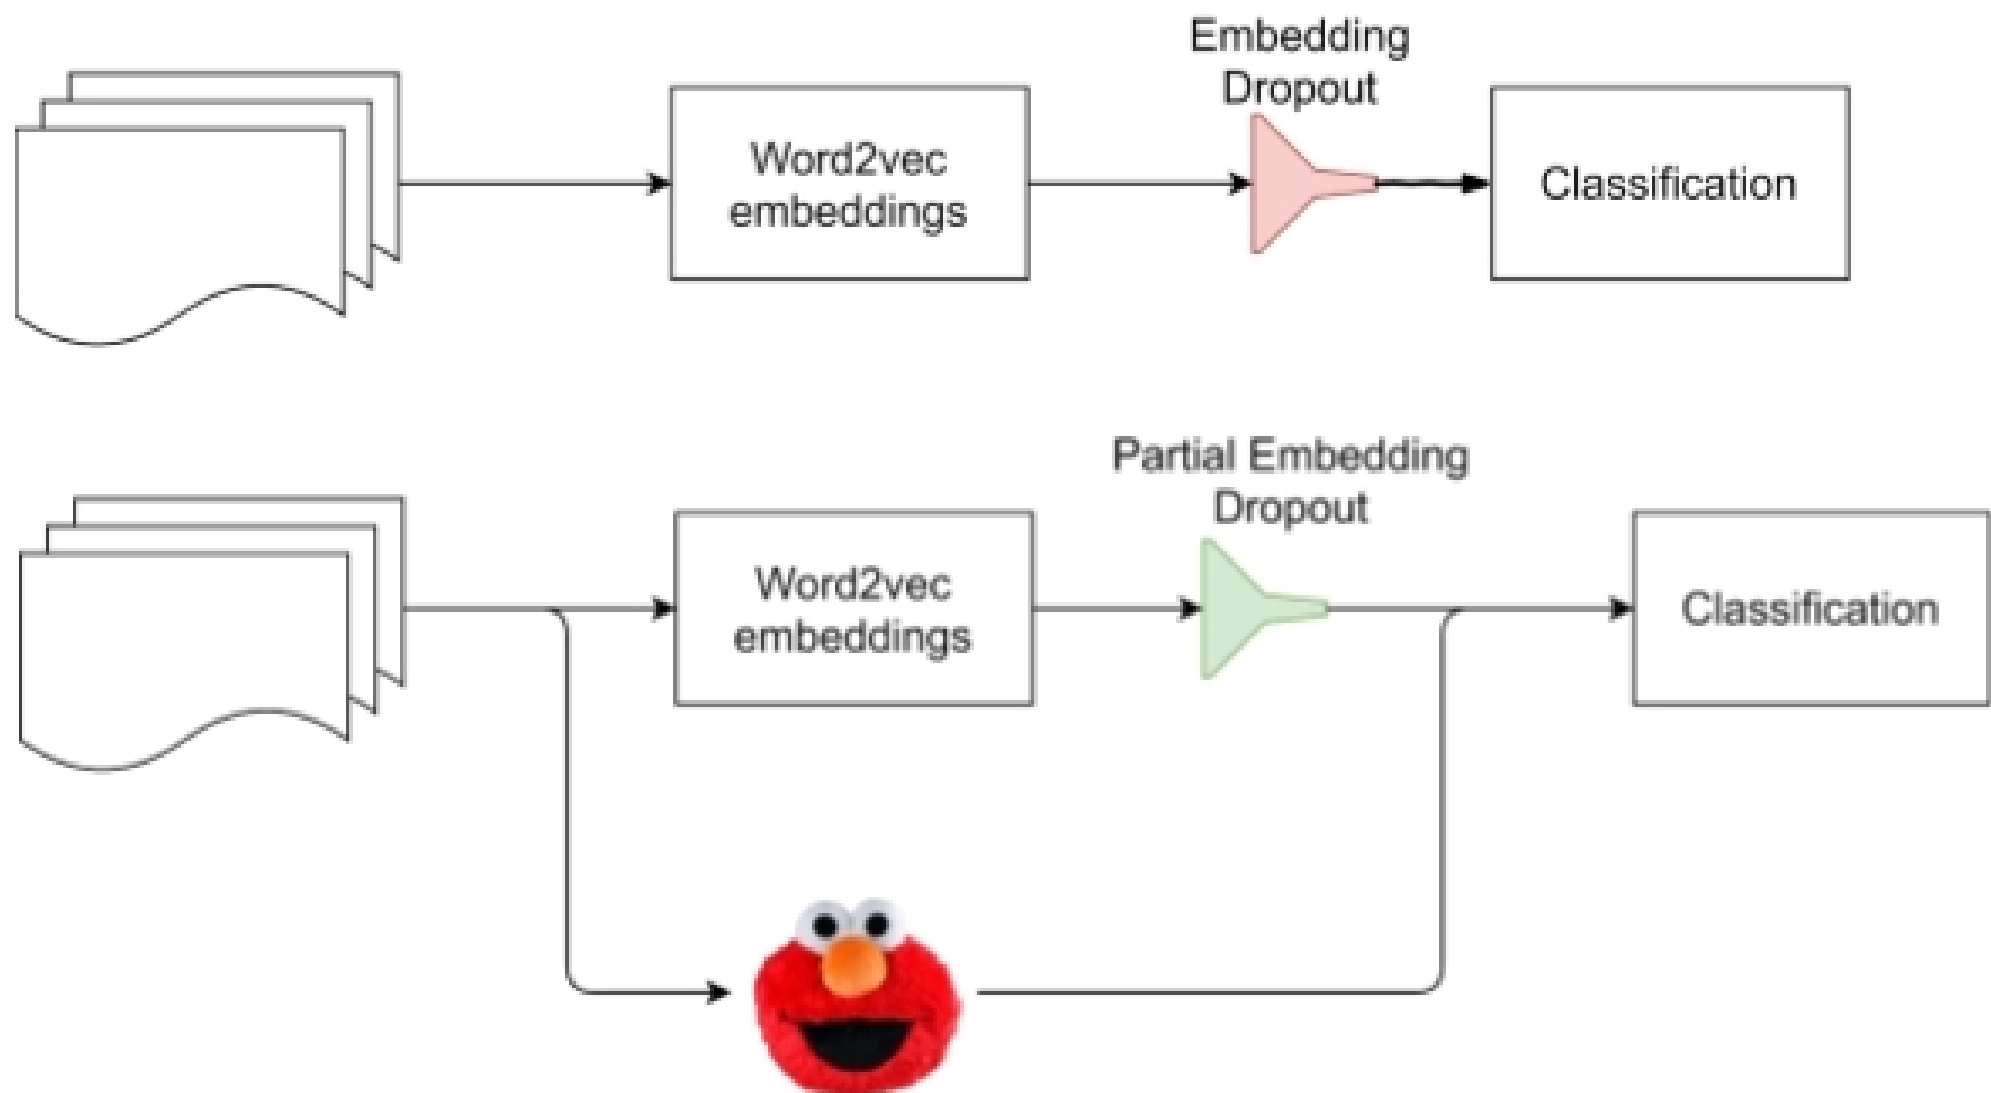 Embedding
Dropout
Word2vec
embeddings
Classification
Partial Embedding
Dropout
Word2vec
embeddings
Classification